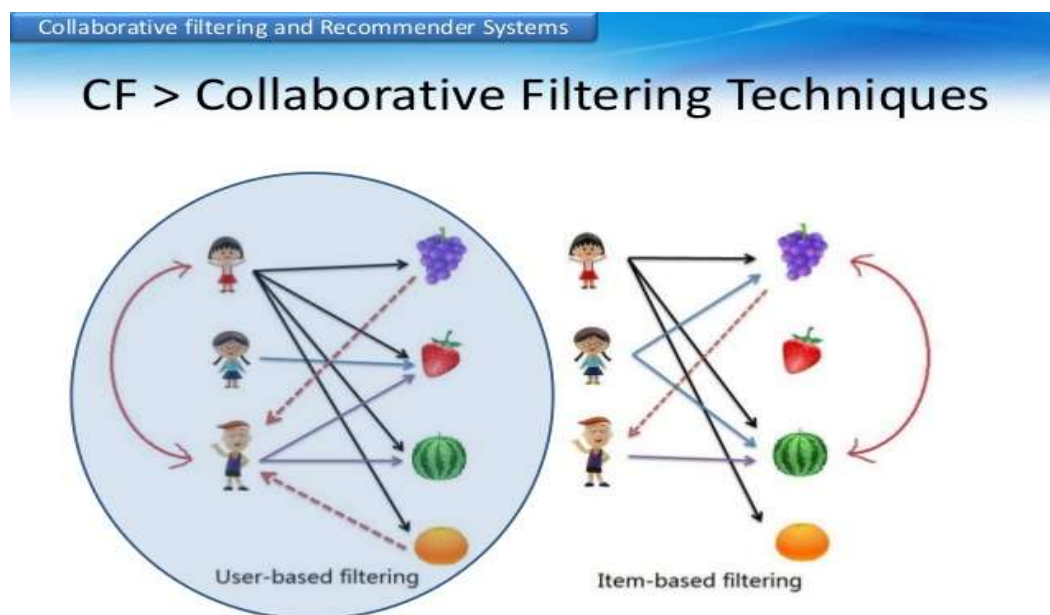 Collaborative filtering and Recommender Systems
CF > Collaborative Filtering Techniques
User-based filtering
Item-based filtering